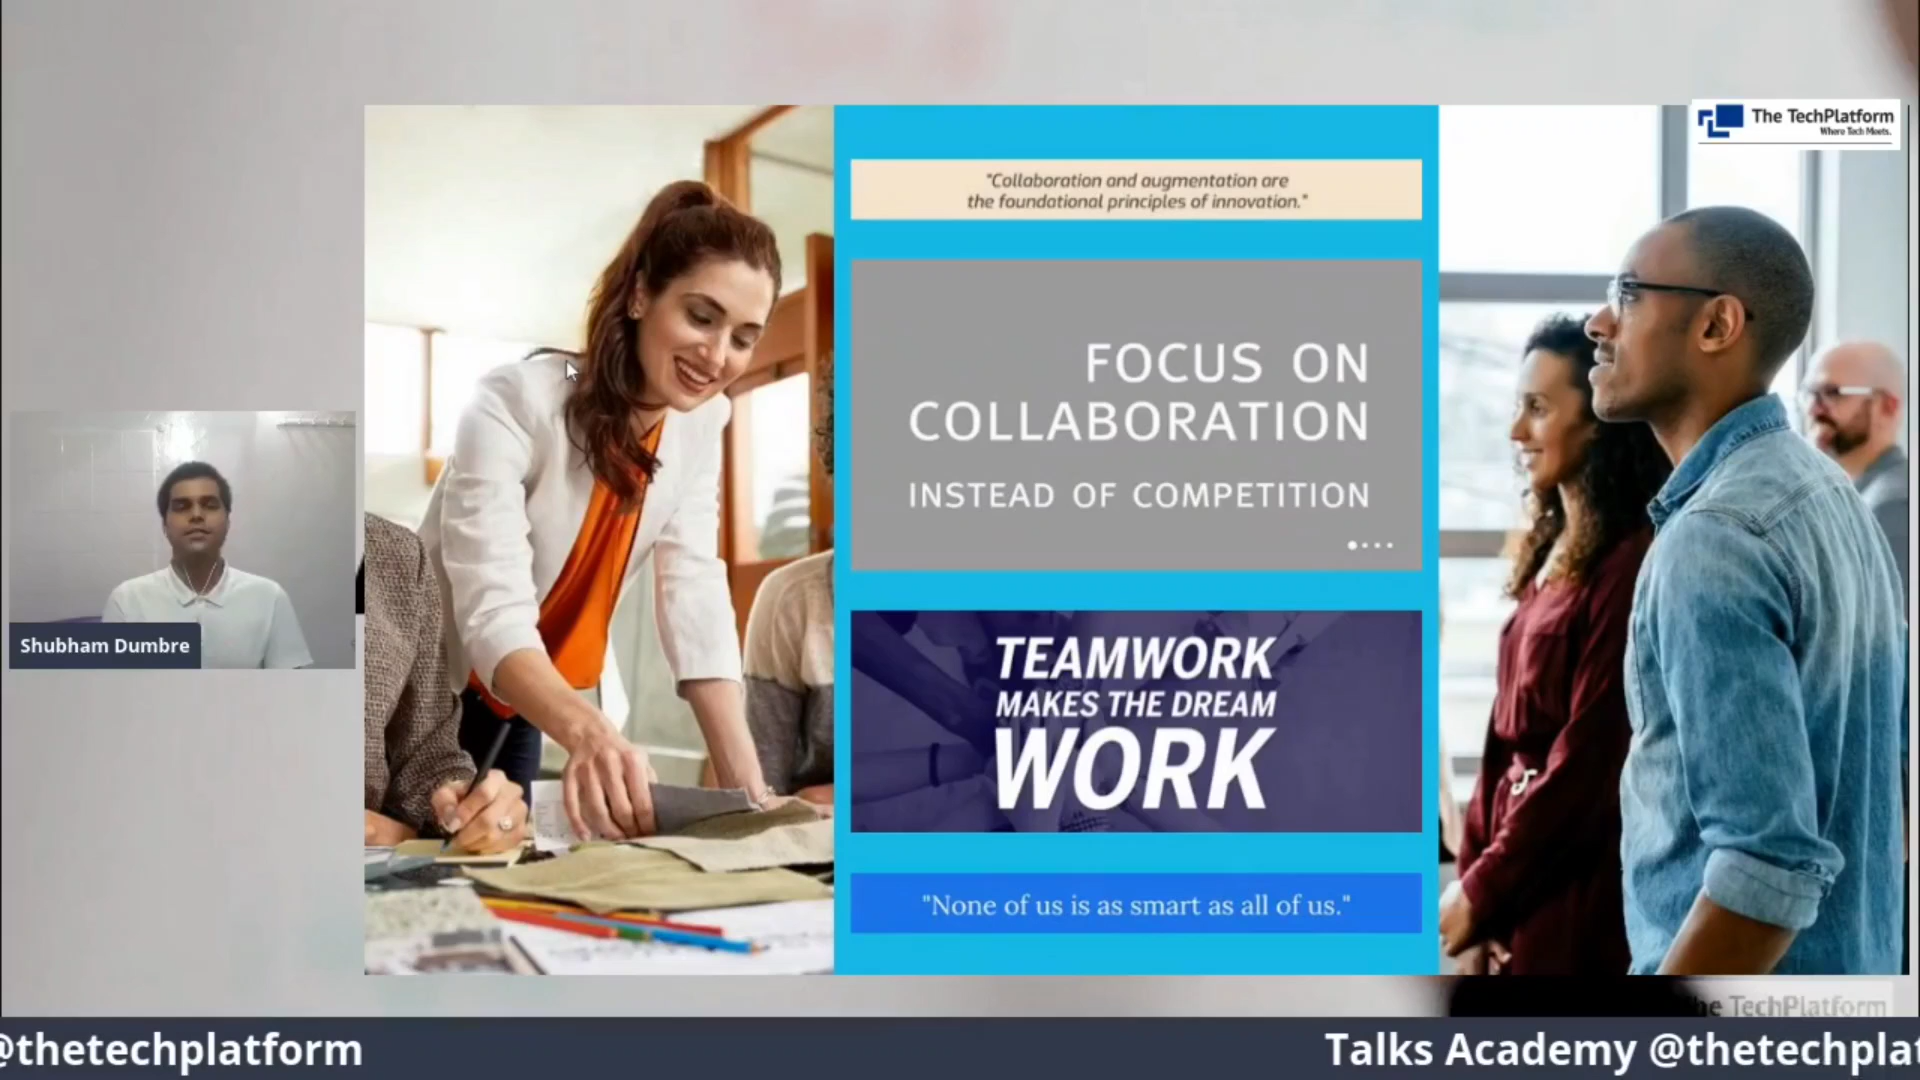 The TechPlatform
Where Tech Meets.
"Collaboration and augmentation are
the foundational principles of innovation."
FOCUS ON
COLLABORATION
INSTEAD OF COMPETITION
TEAMWORK
MAKES THE DREAM
WORK
"None of us is as smart as all of us."
Shubham Dumbre
he TechPlatform
@thetechplatform
Talks Academy @thetechplat